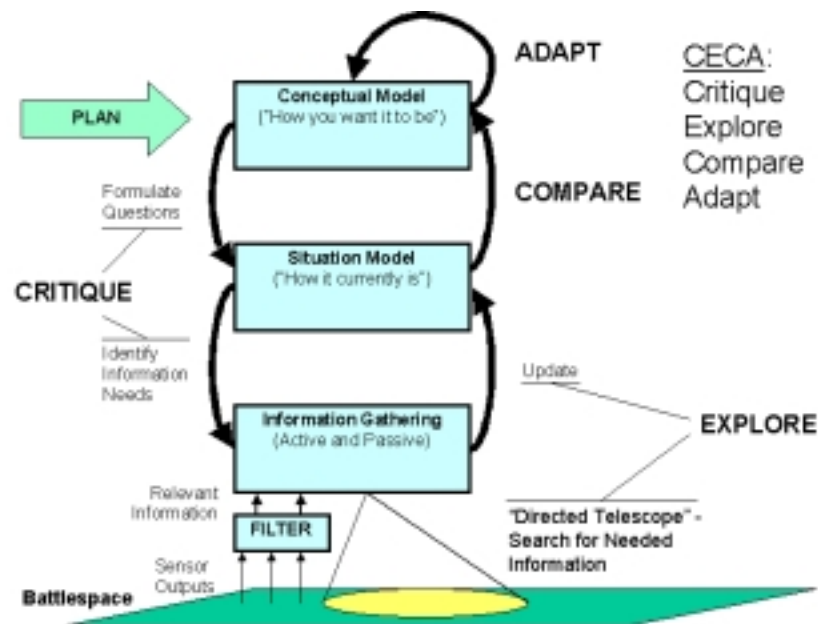 ADAPT
CECA:
Critique
Explore
Compare
Adapt
Conceptual Model
("How you want it to be")
PLAN
Formulate
Questions
COMPARE
Situation Model
("How it currently is")
CRITIQUE
Identify
Information
Needs
Update
Information Gathering
(Active and Passive)
EXPLORE
Relevant
Information
FILTER
"Directed Telescope" -
Search for Needed
Information
Sensor
Outputs
Battlespace